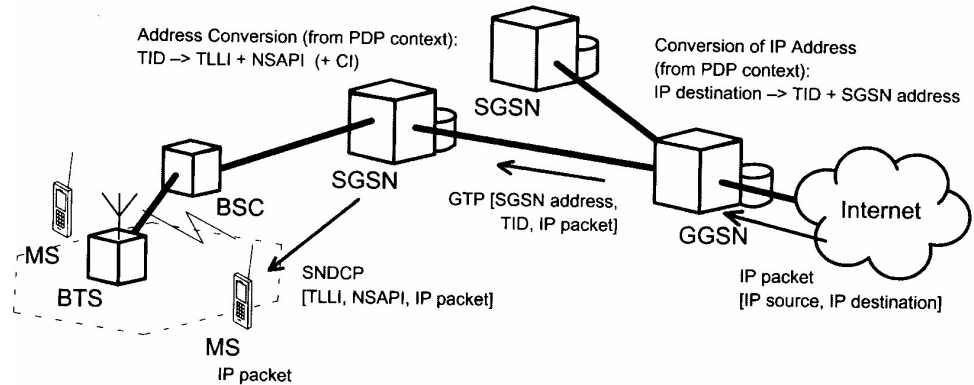 Address Conversion (from PDP context):
TID –> TLLI + NSAPI (+ CI)
SGSN
Conversion of IP Address
(from PDP context):
IP destination –> TID + SGSN address
SGSN
BSC
GTP [SGSN address,
TID, IP packet]
GGSN
Internet
MS
BTS
SNDCP
[TLLI, NSAPI, IP packet]
IP packet
[IP source, IP destination]
MS
IP packet